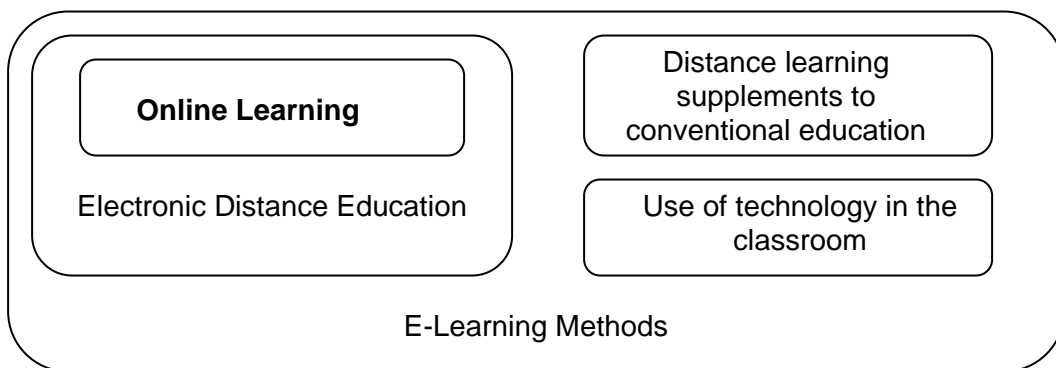 Online Learning
Electronic Distance Education
Distance learning
supplements to
conventional education
Use of technology in the
classroom
E-Learning Methods